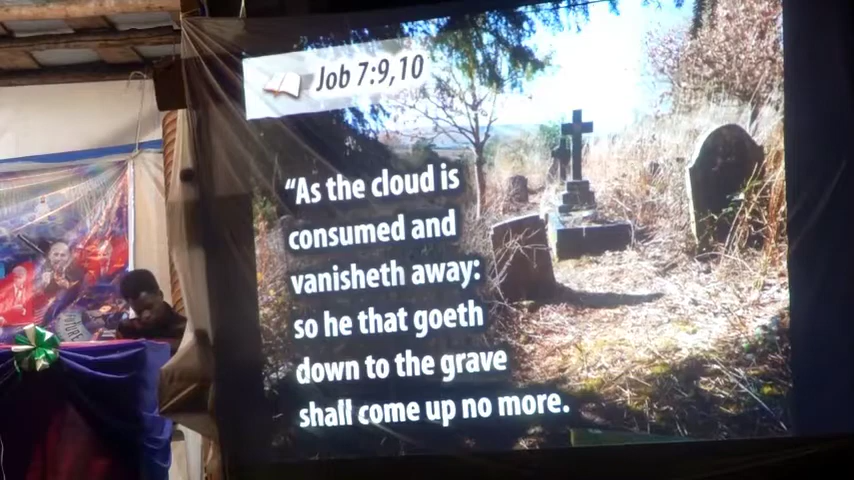 Job 7:9,10
“As the cloud is
consumed and
vanisheth away:
so he that goeth
down to the grave
shall come up no more.